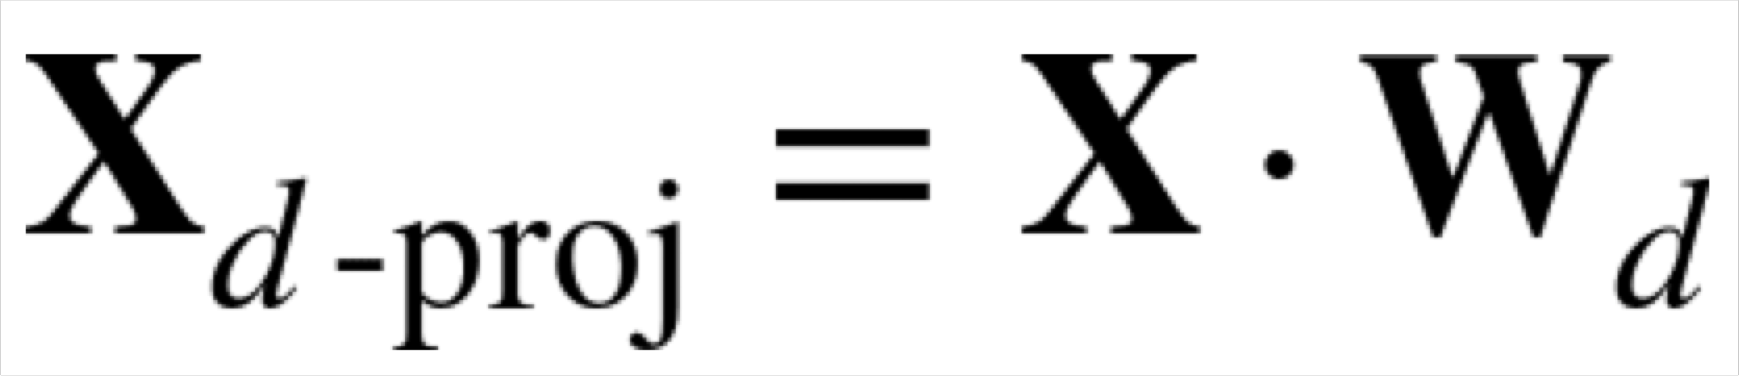 X_{d-proj} = X · W_d